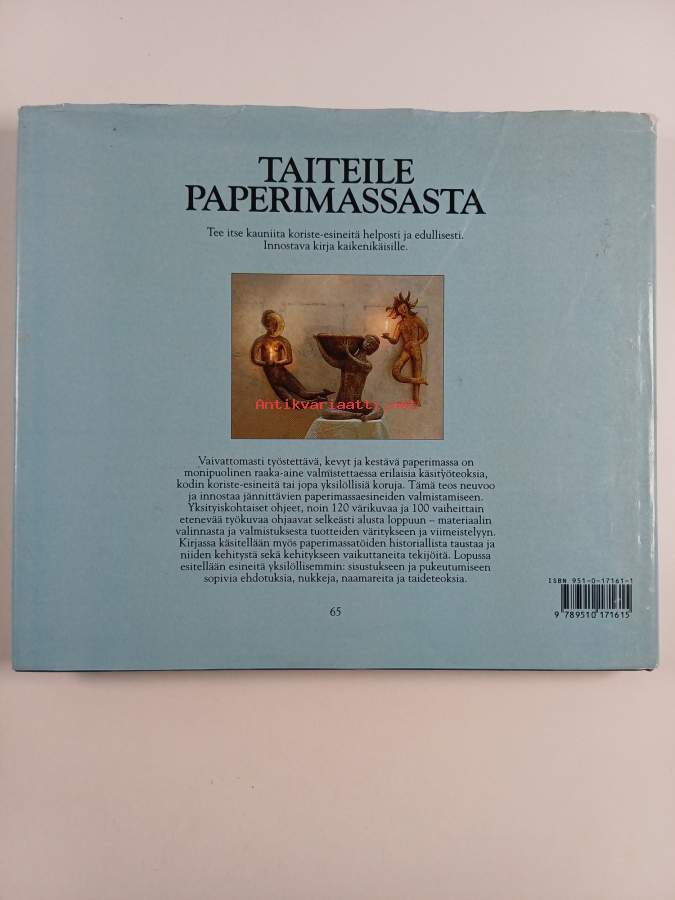 TAITEILE
PAPERIMASSASTA
Tee itse kauniita koriste-esineitä helposti ja edullisesti.
Innostava kirja kaikenikäisille.
Antikvariaatti.net
Vaivattomasti työstettävä, kevyt ja kestävä paperimassa on
monipuolinen raaka-aine valmistettaessa erilaisia käsityöteoksia,
kodin koriste-esineitä tai jopa yksilöllisiä koruja. Tämä teos neuvoo
ja innostaa jännittävien paperimassaesineiden valmistamiseen.
Yksityiskohtaiset ohjeet, noin 120 värikuvaa ja 100 vaiheittain
etenevää työkuvaa ohjaavat selkeästi alusta loppuun – materiaalin
valinnasta ja valmistuksesta tuotteiden väritykseen ja viimeistelyyn.
Kirjassa käsitellään myös paperimassatöiden historiallista taustaa ja
niiden kehitystä sekä kehitykseen vaikuttaneita tekijöitä. Lopussa
esitellään esineitä yksilöllisemmin: sisustukseen ja pukeutumiseen
sopivia ehdotuksia, nukkeja, naamareita ja taideteoksia.
65
ISBN 951-0-17161-1
9 789510 171615